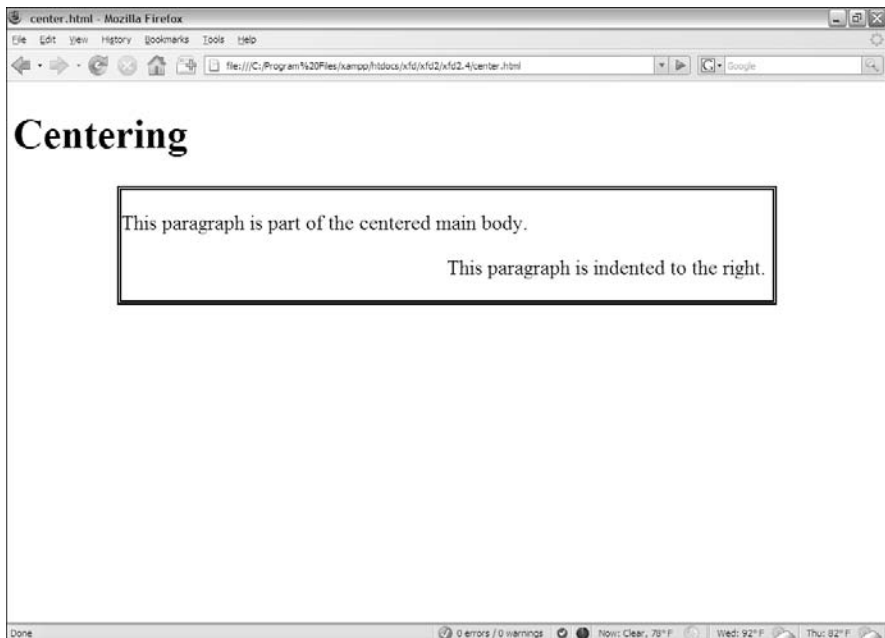 center.html - Mozilla Firefox
File Edit View History Bookmarks Tools Help
file:///C:/Program%20Files/xampp/htdocs/xfd/xfd2/xfd2.4/center.html
G Google
Centering
This paragraph is part of the centered main body.
This paragraph is indented to the right.
Done 0 errors / 0 warnings Now: Clear, 78° F Wed: 92° F Thu: 82° F